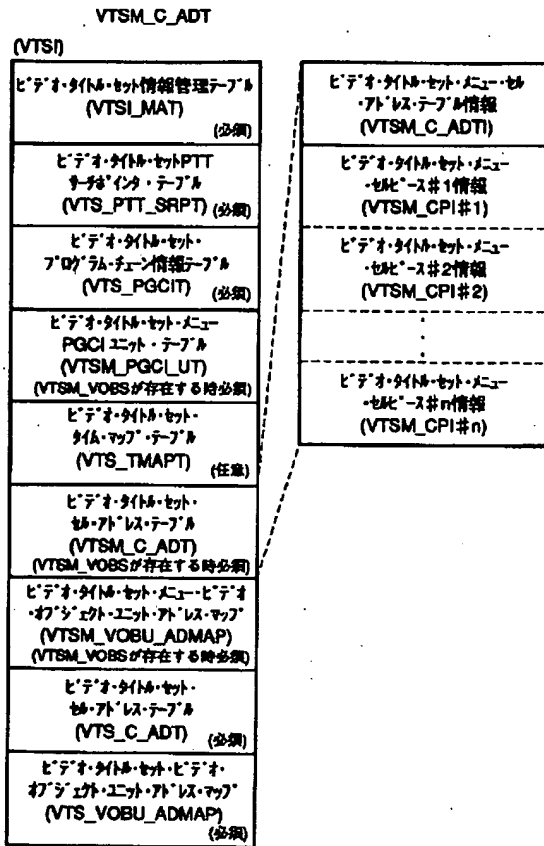 VTSM_C_ADT
(VTSI)
ビデオ・タイトル・セット情報管理テーブル
(VTSI_MAT)
(必須)
ビデオ・タイトル・セットPTT
サーチポインタ・テーブル
(VTS_PTT_SRPT) (必須)
ビデオ・タイトル・セット・
プログラム・チェーン情報テーブル
(VTS_PGCIT) (必須)
ビデオ・タイトル・セット・メニュー
PGCIユニット・テーブル
(VTSM_PGCI_UT)
(VTSM_VOBSが存在する時必須)
ビデオ・タイトル・セット・
タイム・マップ・テーブル
(VTS_TMAPT) (任意)
ビデオ・タイトル・セット・
セル・アドレス・テーブル
(VTSM_C_ADT)
(VTSM_VOBSが存在する時必須)
ビデオ・タイトル・セット・メニュー・ビデオ
・オブジェクト・ユニット・アドレス・マップ
(VTSM_VOBU_ADMAP)
(VTSM_VOBSが存在する時必須)
ビデオ・タイトル・セット・
セル・アドレス・テーブル
(VTS_C_ADT) (必須)
ビデオ・タイトル・セット・ビデオ・
オブジェクト・ユニット・アドレス・マップ
(VTS_VOBU_ADMAP)
(必須)
ビデオ・タイトル・セット・メニュー・セル
・アドレス・テーブル情報
(VTSM_C_ADTI)
ビデオ・タイトル・セット・メニュー
・セルピース#1情報
(VTSM_CPI#1)
ビデオ・タイトル・セット・メニュー
・セルピース#2情報
(VTSM_CPI#2)
ビデオ・タイトル・セット・メニュー
・セルピース#n情報
(VTSM_CPI#n)